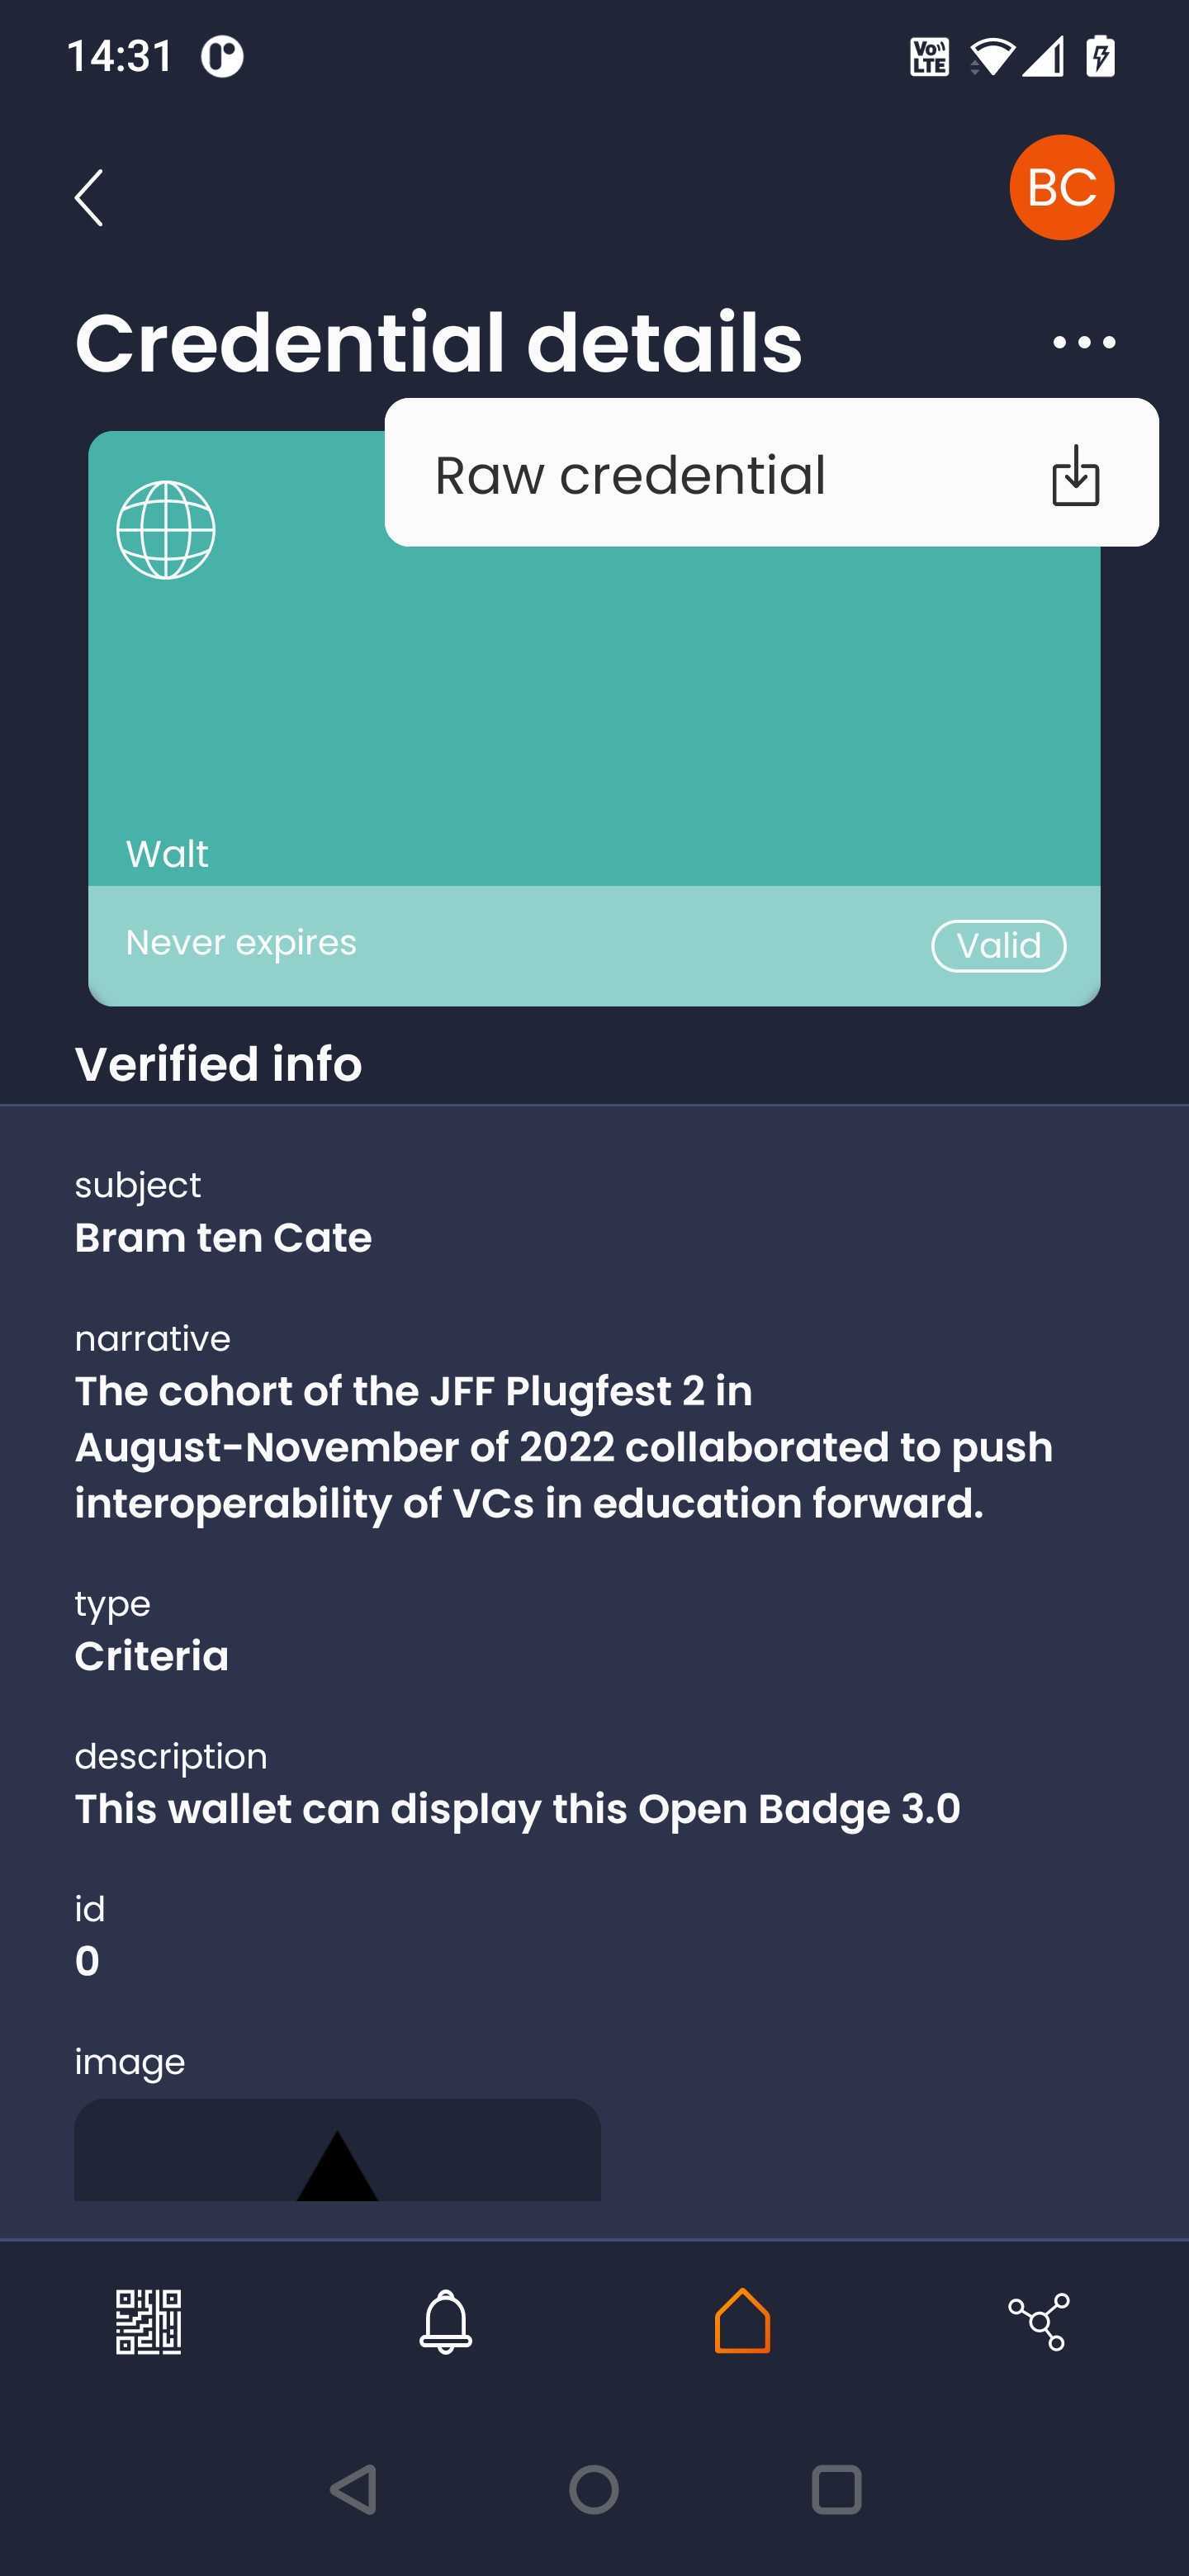 14:31
Vo)) LTE
BC
Credential details
Raw credential
Walt
Never expires
Valid
Verified info
subject
Bram ten Cate
narrative
The cohort of the JFF Plugfest 2 in
August-November of 2022 collaborated to push
interoperability of VCs in education forward.
type
Criteria
description
This wallet can display this Open Badge 3.0
id
0
image